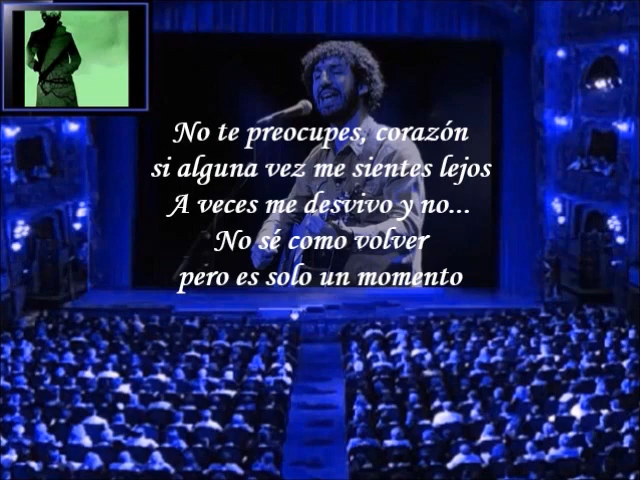 No te preocupes, corazón
si alguna vez me sientes lejos
A veces me desvivo y no...
No sé como volver
pero es solo un momento